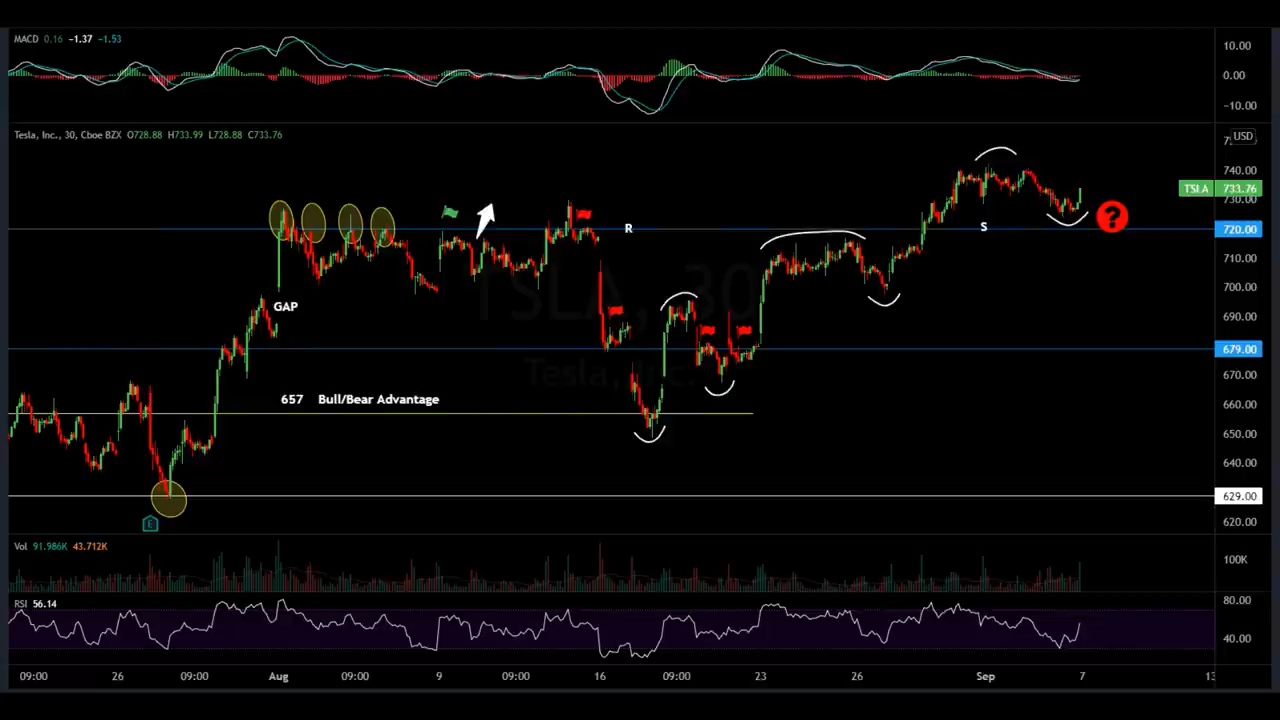 MACD 0.16 −1.37 −1.53
10.00
0.00
−10.00
Tesla, Inc., 30, Cboe BZX O728.88 H733.99 L728.88 C733.76
USD
740.00
TSLA 733.76
730.00
?
R
S
720.00
710.00
700.00
TSLA, 30
GAP
690.00
679.00
Tesla, Inc.
670.00
657 Bull/Bear Advantage
660.00
650.00
640.00
629.00
E
620.00
Vol 91.986K 43.712K
100K
RSI 56.14
80.00
40.00
09:00 26 09:00 Aug 09:00 9 09:00 16 09:00 23 26 Sep 7